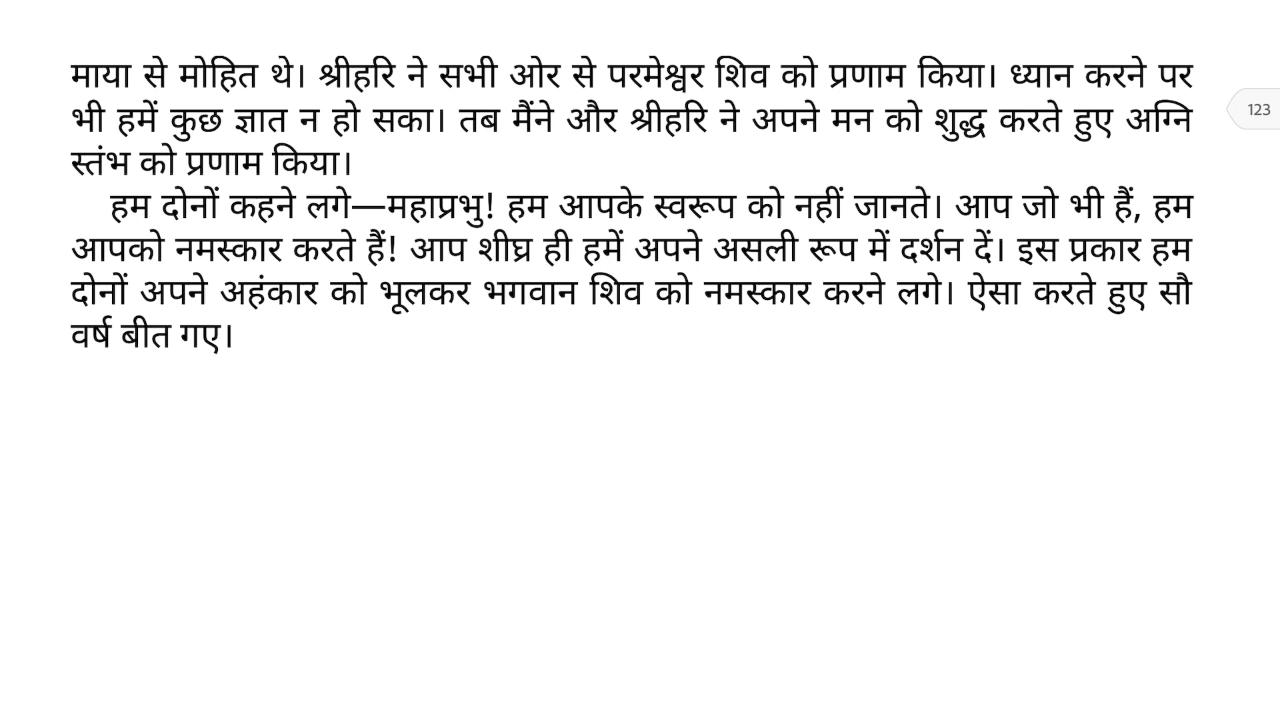 माया से मोहित थे। श्रीहरि ने सभी ओर से परमेश्वर शिव को प्रणाम किया। ध्यान करने पर
भी हमें कुछ ज्ञात न हो सका। तब मैंने और श्रीहरि ने अपने मन को शुद्ध करते हुए अग्नि
स्तंभ को प्रणाम किया।
हम दोनों कहने लगे—महाप्रभु! हम आपके स्वरूप को नहीं जानते। आप जो भी हैं, हम
आपको नमस्कार करते हैं! आप शीघ्र ही हमें अपने असली रूप में दर्शन दें। इस प्रकार हम
दोनों अपने अहंकार को भूलकर भगवान शिव को नमस्कार करने लगे। ऐसा करते हुए सौ
वर्ष बीत गए।
123